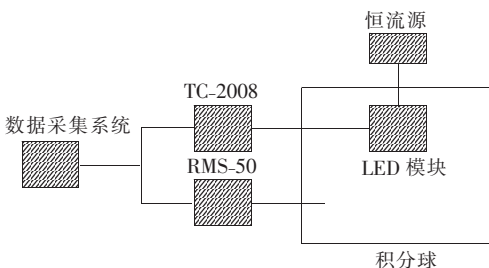 恒流源
TC-2008
数据采集系统
RMS-50
LED 模块
积分球